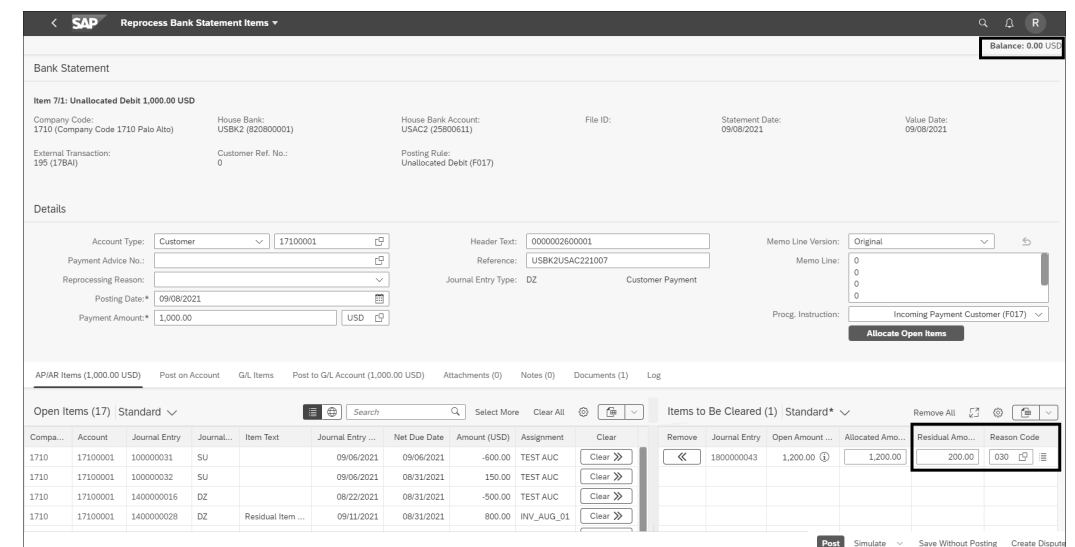 SAP Reprocess Bank Statement Items R
Balance: 0.00 USD
Bank Statement
Item 7/1: Unallocated Debit 1,000.00 USD
Company Code: House Bank: House Bank Account: File ID: Statement Date: Value Date:
1710 (Company Code 1710 Palo Alto) USBK2 (820800001) USAC2 (25800611) 09/08/2021 09/08/2021
External Transaction: Customer Ref. No.: Posting Rule:
195 (17BAI) 0 Unallocated Debit (F017)
Details
Account Type: Customer 17100001 Header Text: 0000002600001 Memo Line Version: Original
Payment Advice No.: Reference: USBK2USAC221007 Memo Line: 0
0
Reprocessing Reason: Journal Entry Type: DZ Customer Payment 0
Posting Date:* 09/08/2021 0
Payment Amount:* 1,000.00 USD Procg. Instruction: Incoming Payment Customer (F017)
Allocate Open Items
AP/AR Items (1,000.00 USD) Post on Account G/L Items Post to G/L Account (1,000.00 USD) Attachments (0) Notes (0) Documents (1) Log
Open Items (17) Standard Search Select More Clear All Items to Be Cleared (1) Standard* Remove All
Compa... Account Journal Entry Journal... Item Text Journal Entry ... Net Due Date Amount (USD) Assignment Clear Remove Journal Entry Open Amount ... Allocated Amo... Residual Amo... Reason Code
1710 17100001 100000031 SU 09/06/2021 09/06/2021 -600.00 TEST AUC Clear 1800000043 1,200.00 1,200.00 200.00 030
1710 17100001 100000032 SU 09/06/2021 08/31/2021 150.00 TEST AUC Clear
1710 17100001 1400000016 DZ 08/22/2021 08/31/2021 -500.00 TEST AUC Clear
1710 17100001 1400000028 DZ Residual Item ... 09/11/2021 08/31/2021 800.00 INV_AUG_01 Clear
Post Simulate Save Without Posting Create Dispute